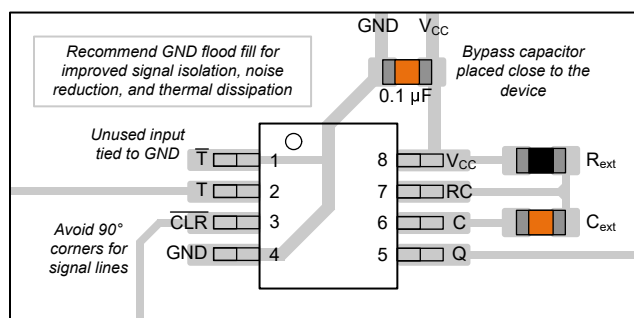 GND V_CC
Recommend GND flood fill for
improved signal isolation, noise
reduction, and thermal dissipation
Bypass capacitor
placed close to the
device
0.1 µF
Unused input
tied to GND
T̅ 1 8 V_CC R_ext
T 2 7 RC
C̅L̅R̅ 3 6 C C_ext
GND 4 5 Q
Avoid 90°
corners for
signal lines